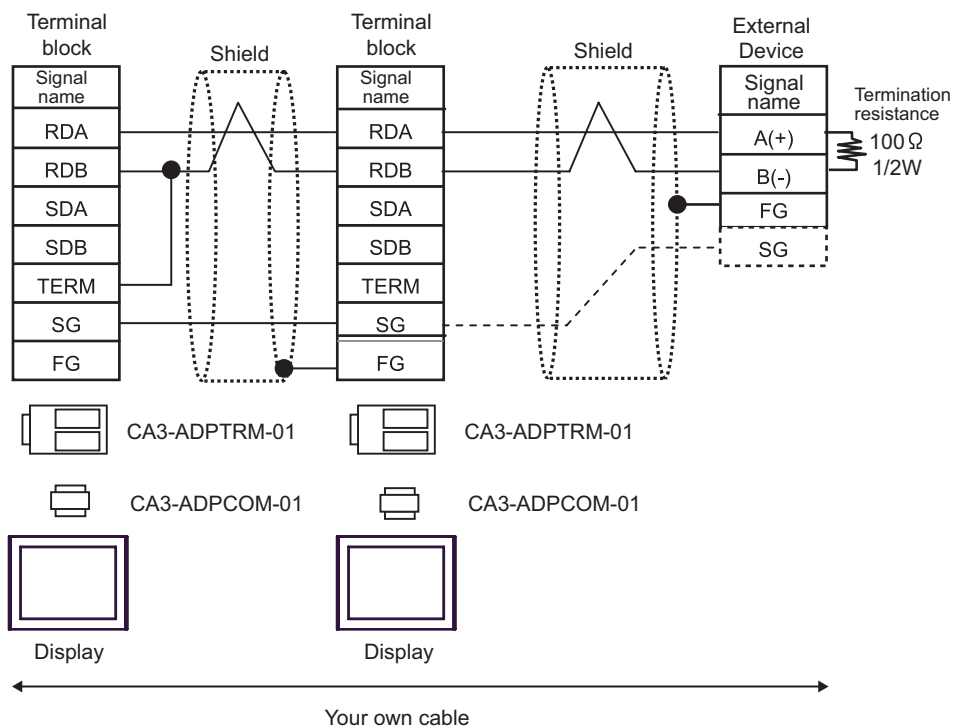 Terminal
block
Shield
Terminal
block
Shield
External
Device
Signal
name
RDA
RDB
SDA
SDB
TERM
SG
FG
Signal
name
RDA
RDB
SDA
SDB
TERM
SG
FG
Signal
name
A(+)
B(-)
FG
SG
Termination
resistance
100 Ω
1/2W
CA3-ADPTRM-01
CA3-ADPTRM-01
CA3-ADPCOM-01
CA3-ADPCOM-01
Display
Display
Your own cable